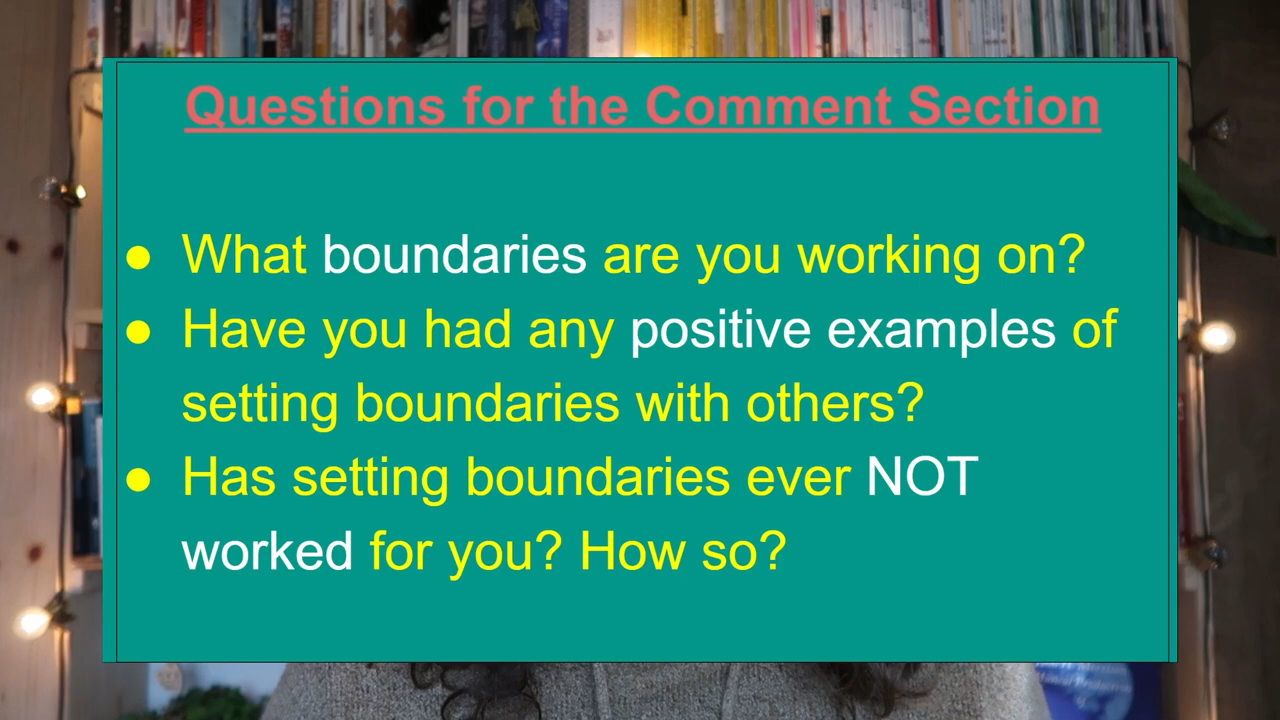 Questions for the Comment Section
● What boundaries are you working on?
● Have you had any positive examples of
setting boundaries with others?
● Has setting boundaries ever NOT
worked for you? How so?